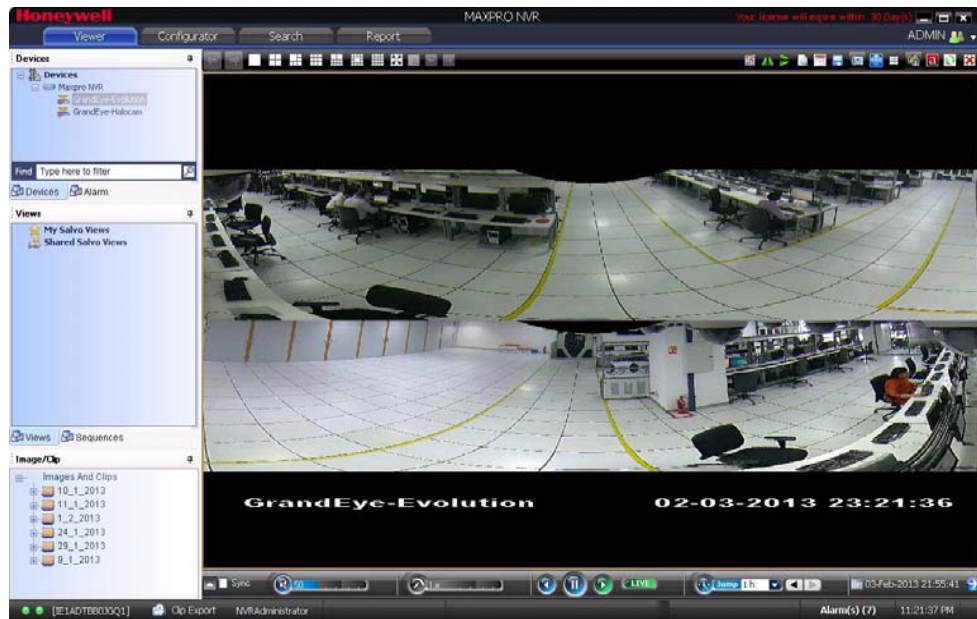 Honeywell
MAXPRO NVR
Your license will expire within 30 Day(s)
Viewer
Configurator
Search
Report
ADMIN
Devices
Devices
Maxpro NVR
GrandEye-Evolution
GrandEye-Halocam
Find Type here to filter
Devices Alarm
Views
My Salvo Views
Shared Salvo Views
Views Sequences
Image/Clip
Images And Clips
10_1_2013
11_1_2013
1_2_2013
24_1_2013
29_1_2013
9_1_2013
GrandEye-Evolution 02-03-2013 23:21:36
Sync 50 1x LIVE Jump 1 h 03-Feb-2013 21:55:41
Clip Export NVRAdministrator Alarm(s) (7) 11:21:37 PM